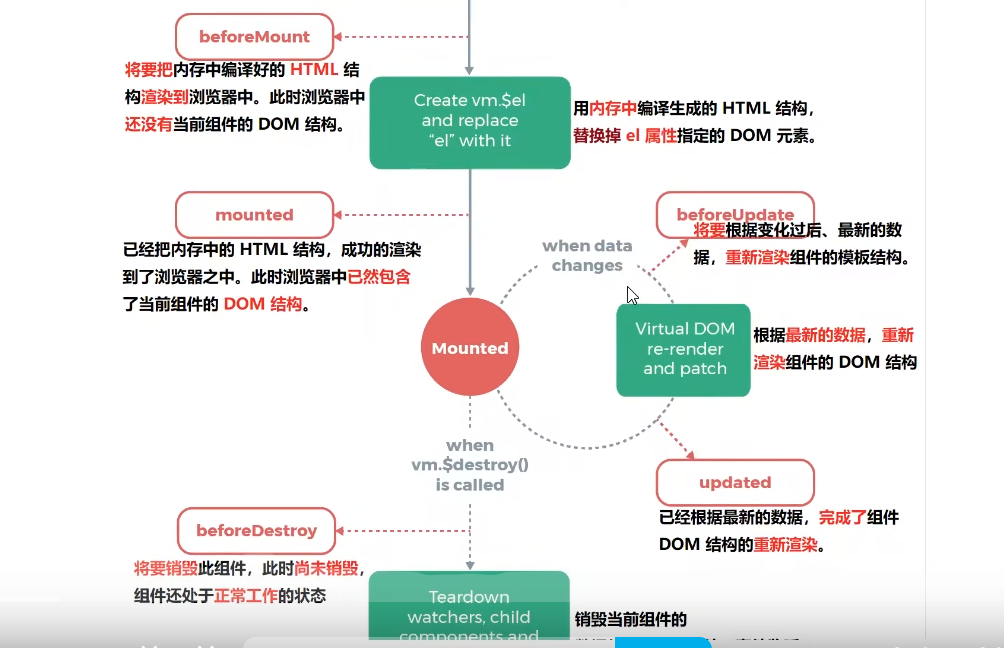 beforeMount
将要把内存中编译好的 HTML 结
构渲染到浏览器中。此时浏览器中
还没有当前组件的 DOM 结构。
Create vm.$el
and replace
“el” with it
用内存中编译生成的 HTML 结构，
替换掉 el 属性指定的 DOM 元素。
mounted
已经把内存中的 HTML 结构，成功的渲染
到了浏览器之中。此时浏览器中已然包含
了当前组件的 DOM 结构。
beforeUpdate
将要根据变化过后、最新的数
据，重新渲染组件的模板结构。
when data
changes
Mounted
Virtual DOM
re-render
and patch
根据最新的数据，重新
渲染组件的 DOM 结构
when
vm.$destroy()
is called
updated
已经根据最新的数据，完成了组件
DOM 结构的重新渲染。
beforeDestroy
将要销毁此组件，此时尚未销毁，
组件还处于正常工作的状态
Teardown
watchers, child
components and
销毁当前组件的